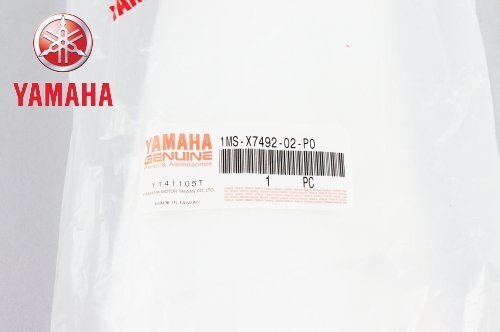 YAMAHA
YAMAHA
GENUINE
Parts & Accessories
1MS-X7492-02-P0
1 PC
Y141105T
YAMAHA MOTOR TAIWAN CO., LTD.
MADE IN TAIWAN